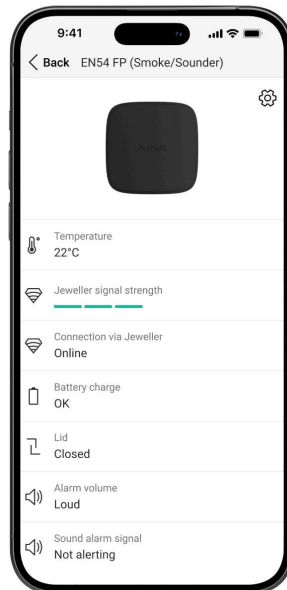 9:41
Back EN54 FP (Smoke/Sounder)
AJAX
Temperature
22°C
Jeweller signal strength
Connection via Jeweller
Online
Battery charge
OK
Lid
Closed
Alarm volume
Loud
Sound alarm signal
Not alerting